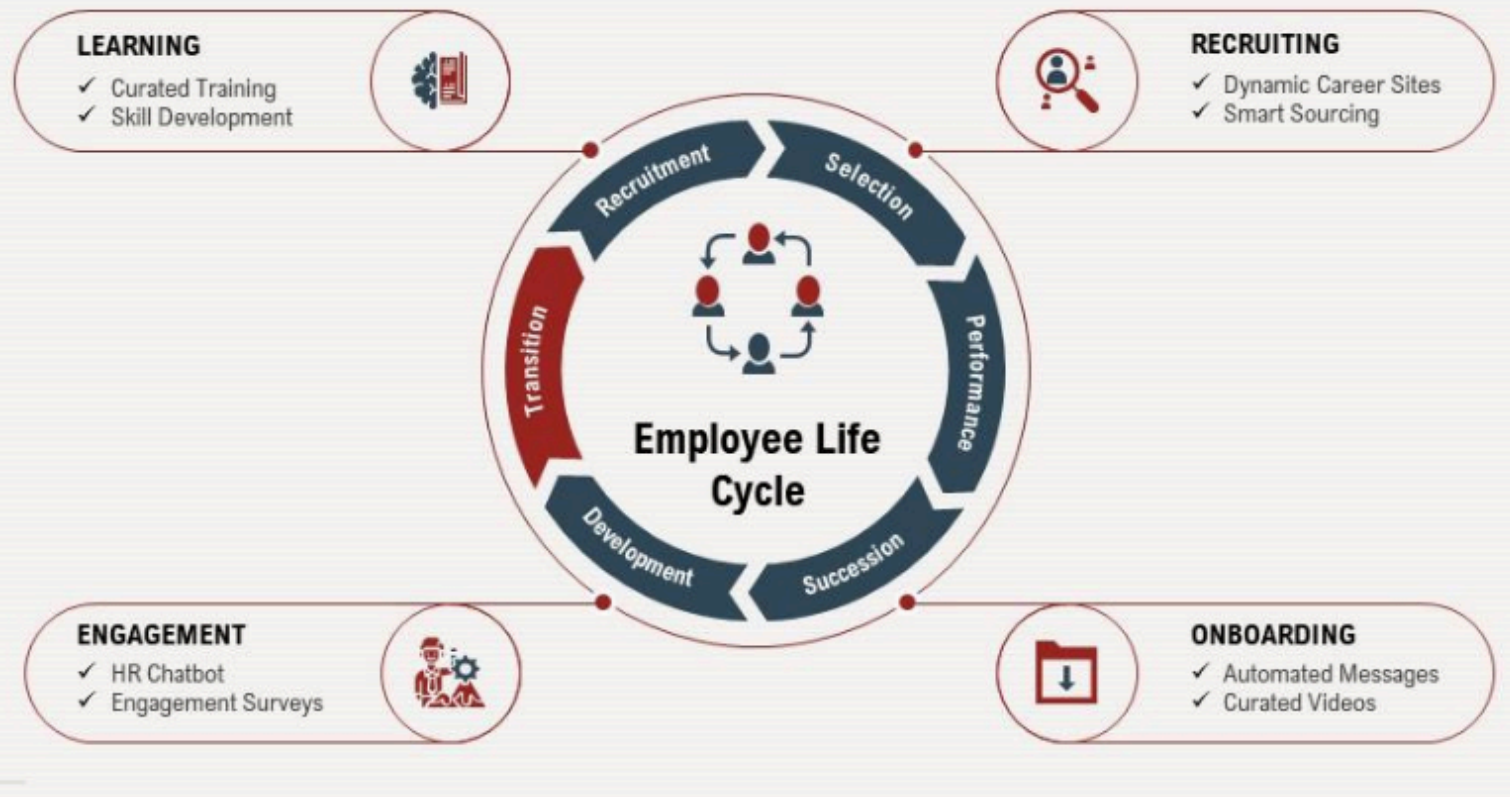 LEARNING
✓ Curated Training
✓ Skill Development
RECRUITING
✓ Dynamic Career Sites
✓ Smart Sourcing
Recruitment
Selection
Performance
Succession
Development
Transition
Employee Life
Cycle
ENGAGEMENT
✓ HR Chatbot
✓ Engagement Surveys
ONBOARDING
✓ Automated Messages
✓ Curated Videos